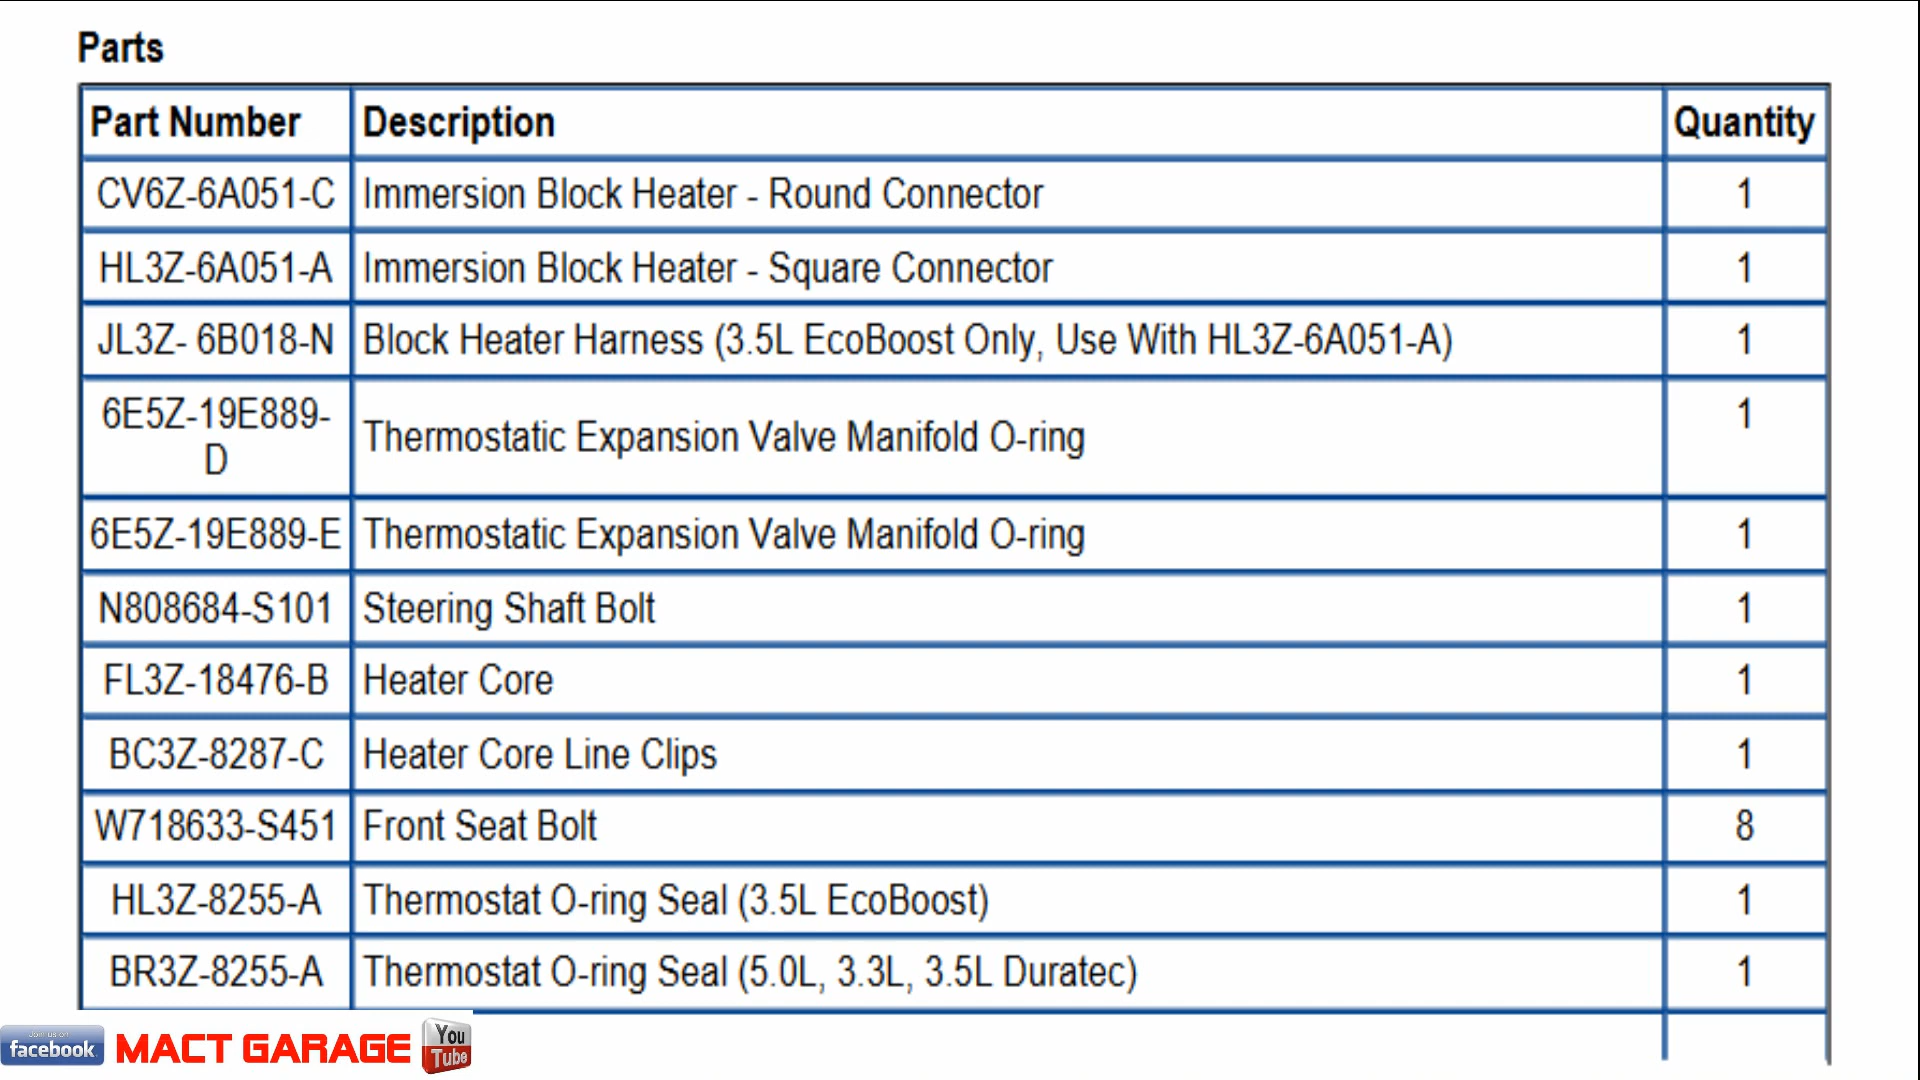 Parts
Part Number Description Quantity
CV6Z-6A051-C Immersion Block Heater - Round Connector 1
HL3Z-6A051-A Immersion Block Heater - Square Connector 1
JL3Z- 6B018-N Block Heater Harness (3.5L EcoBoost Only, Use With HL3Z-6A051-A) 1
6E5Z-19E889-
D Thermostatic Expansion Valve Manifold O-ring 1
6E5Z-19E889-E Thermostatic Expansion Valve Manifold O-ring 1
N808684-S101 Steering Shaft Bolt 1
FL3Z-18476-B Heater Core 1
BC3Z-8287-C Heater Core Line Clips 1
W718633-S451 Front Seat Bolt 8
HL3Z-8255-A Thermostat O-ring Seal (3.5L EcoBoost) 1
BR3Z-8255-A Thermostat O-ring Seal (5.0L, 3.3L, 3.5L Duratec) 1
Join us on
facebook
MACT GARAGE
You
Tube